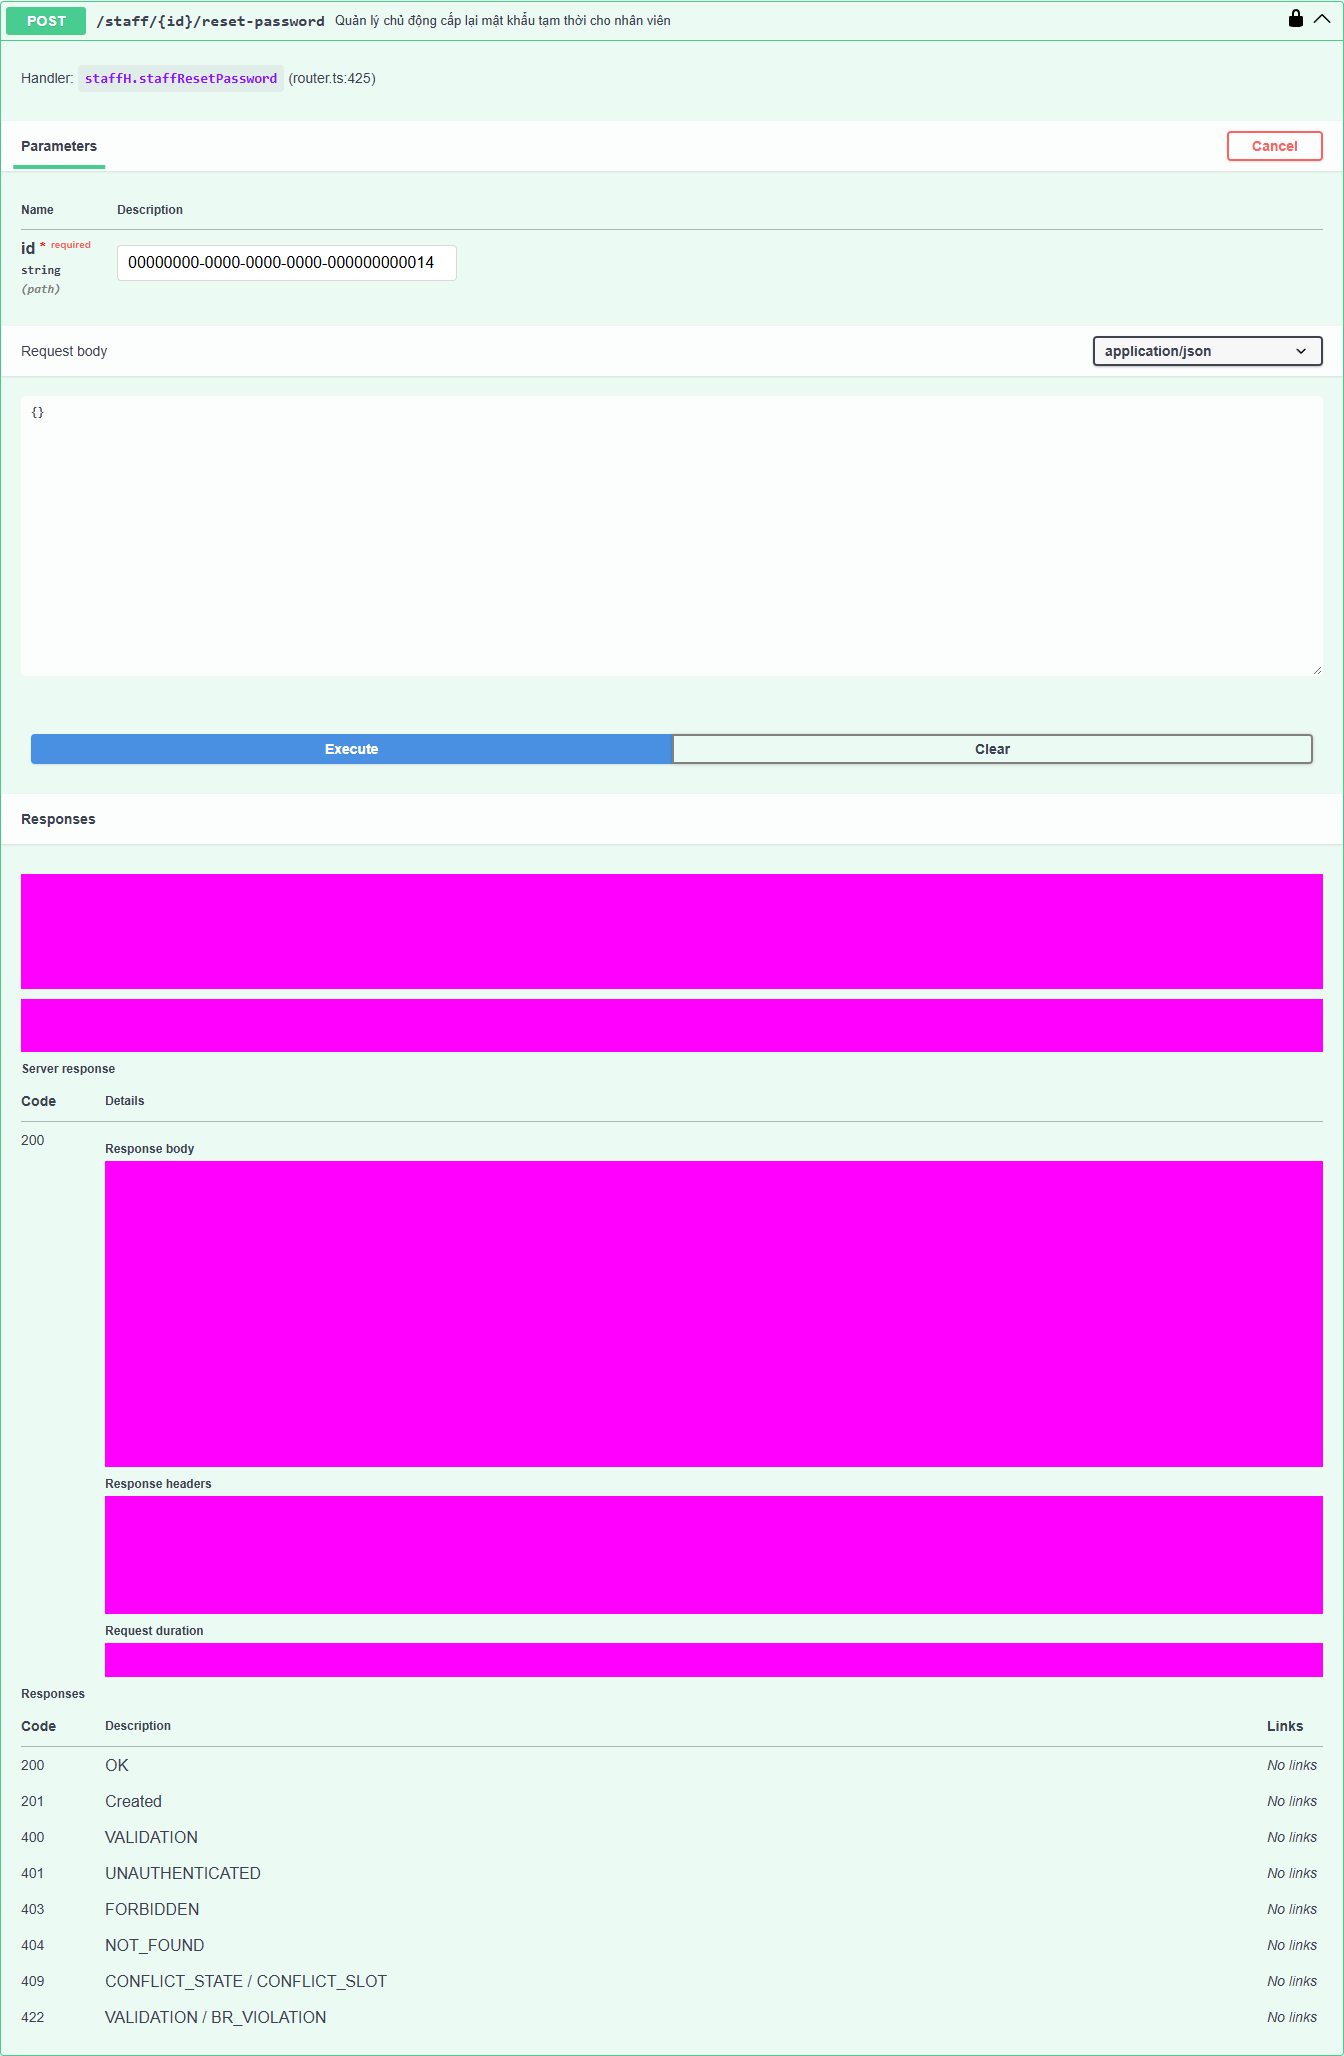 POST /staff/{id}/reset-password Quản lý chủ động cấp lại mật khẩu tạm thời cho nhân viên
Handler: staffH.staffResetPassword (router.ts:425)
Parameters Cancel
Name Description
id * required
string
(path)
00000000-0000-0000-0000-000000000014
Request body application/json
{}
Execute Clear
Responses
Server response
Code Details
200
Response body
Response headers
Request duration
Responses
Code Description Links
200 OK No links
201 Created No links
400 VALIDATION No links
401 UNAUTHENTICATED No links
403 FORBIDDEN No links
404 NOT_FOUND No links
409 CONFLICT_STATE / CONFLICT_SLOT No links
422 VALIDATION / BR_VIOLATION No links